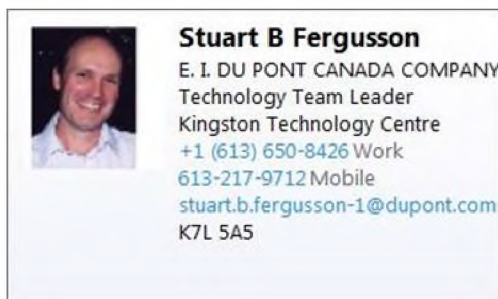 Stuart B Fergusson
E. I. DU PONT CANADA COMPANY
Technology Team Leader
Kingston Technology Centre
+1 (613) 650-8426 Work
613-217-9712 Mobile
stuart.b.fergusson-1@dupont.com
K7L 5A5